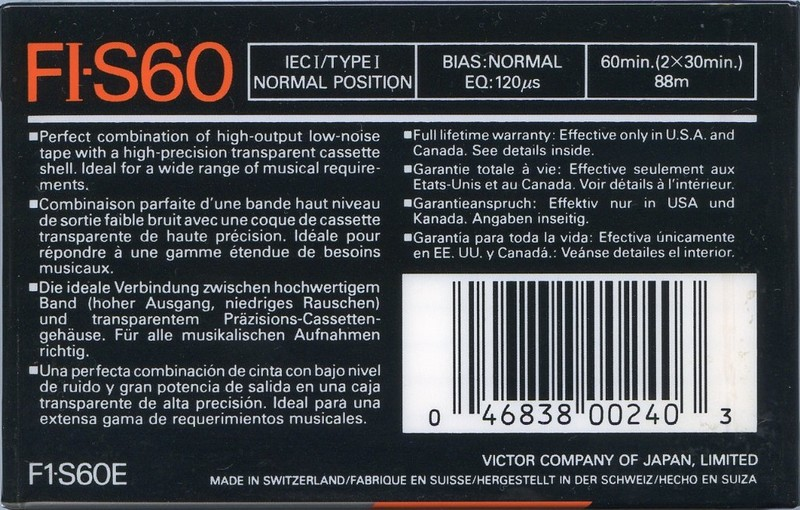 FI·S60
IEC I/TYPE I
NORMAL POSITION
BIAS:NORMAL
EQ:120μs
60min.(2×30min.)
88m
■Perfect combination of high-output low-noise
tape with a high-precision transparent cassette
shell. Ideal for a wide range of musical require-
ments.
■Combinaison parfaite d'une bande haut niveau
de sortie faible bruit avec une coque de cassette
transparente de haute précision. Idéale pour
répondre à une gamme étendue de besoins
musicaux.
■Die ideale Verbindung zwischen hochwertigem
Band (hoher Ausgang, niedriges Rauschen)
und transparentem Präzisions-Cassetten-
gehäuse. Für alle musikalischen Aufnahmen
richtig.
■Una perfecta combinación de cinta con bajo nivel
de ruido y gran potencia de salida en una caja
transparente de alta precisión. Ideal para una
extensa gama de requerimientos musicales.
■Full lifetime warranty: Effective only in U.S.A. and
Canada. See details inside.
■Garantie totale à vie: Effective seulement aux
Etats-Unis et au Canada. Voir détails à l'intérieur.
■Garantieanspruch: Effektiv nur in USA und
Kanada. Angaben inseitig.
■Garantía para toda la vida: Efectiva únicamente
en EE. UU. y Canadá.: Veánse detailes el interior.
0 46838 00240 3
F1·S60E
VICTOR COMPANY OF JAPAN, LIMITED
MADE IN SWITZERLAND/FABRIQUE EN SUISSE/HERGESTELLT IN DER SCHWEIZ/HECHO EN SUIZA